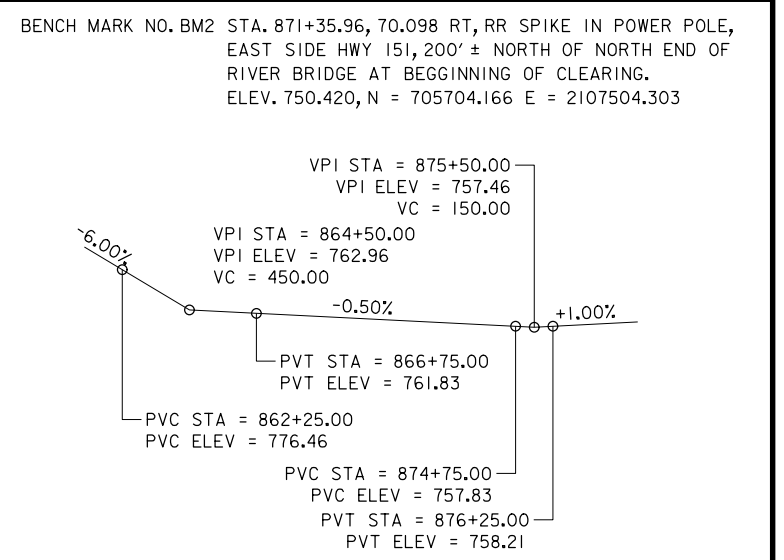 BENCH MARK NO. BM2 STA. 871+35.96, 70.098 RT, RR SPIKE IN POWER POLE,
EAST SIDE HWY 151, 200' ± NORTH OF NORTH END OF
RIVER BRIDGE AT BEGGINNING OF CLEARING.
ELEV. 750.420, N = 705704.166 E = 2107504.303
VPI STA = 875+50.00
VPI ELEV = 757.46
VC = 150.00
-6.00%
VPI STA = 864+50.00
VPI ELEV = 762.96
VC = 450.00
-0.50%
+1.00%
PVT STA = 866+75.00
PVT ELEV = 761.83
PVC STA = 862+25.00
PVC ELEV = 776.46
PVC STA = 874+75.00
PVC ELEV = 757.83
PVT STA = 876+25.00
PVT ELEV = 758.21